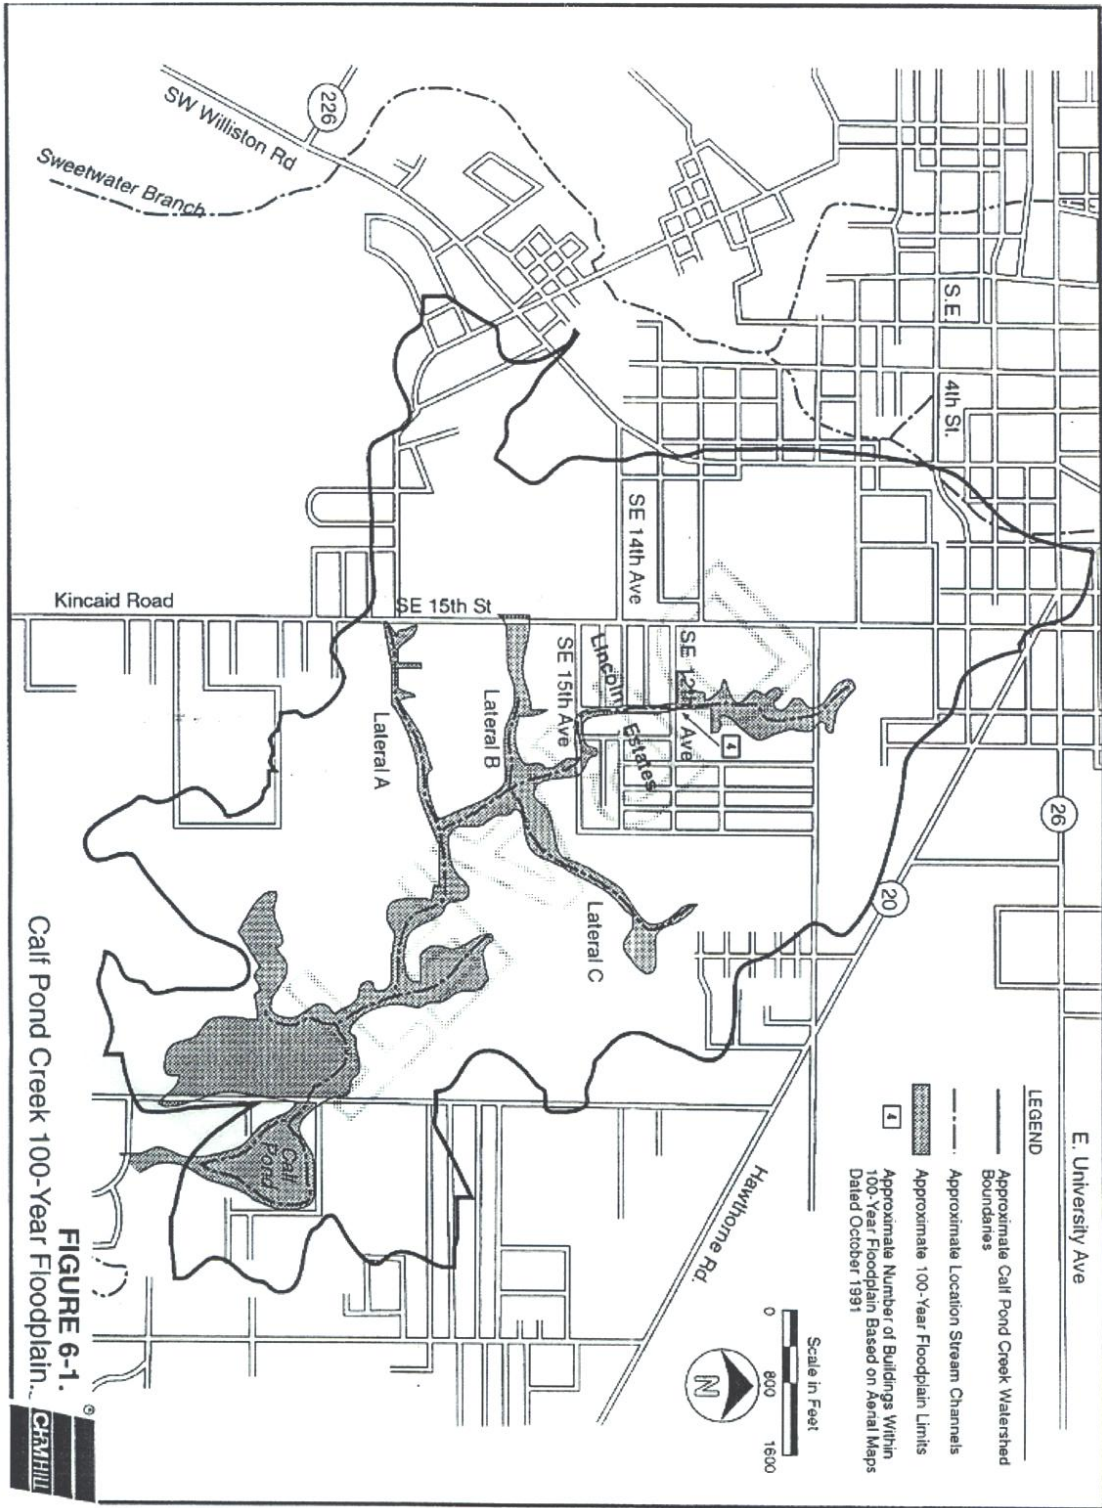 E. University Ave
LEGEND
Approximate Calf Pond Creek Watershed
Boundaries
Approximate Location Stream Channels
Approximate 100-Year Floodplain Limits
4
Approximate Number of Buildings Within
100-Year Floodplain Based on Aerial Maps
Dated October 1991
Scale in Feet
0 800 1600
N
26
20
Hawthorne Rd.
S.E. 4th St.
SE 12th Ave
4
Lincoln
Estates
SE 14th Ave
SE 15th Ave
SE 15th St
Kincaid Road
Lateral A
Lateral B
Lateral C
Calf
Pond
226
SW Williston Rd
Sweetwater Branch
FIGURE 6-1.
Calf Pond Creek 100-Year Floodplain.
CH2M HILL